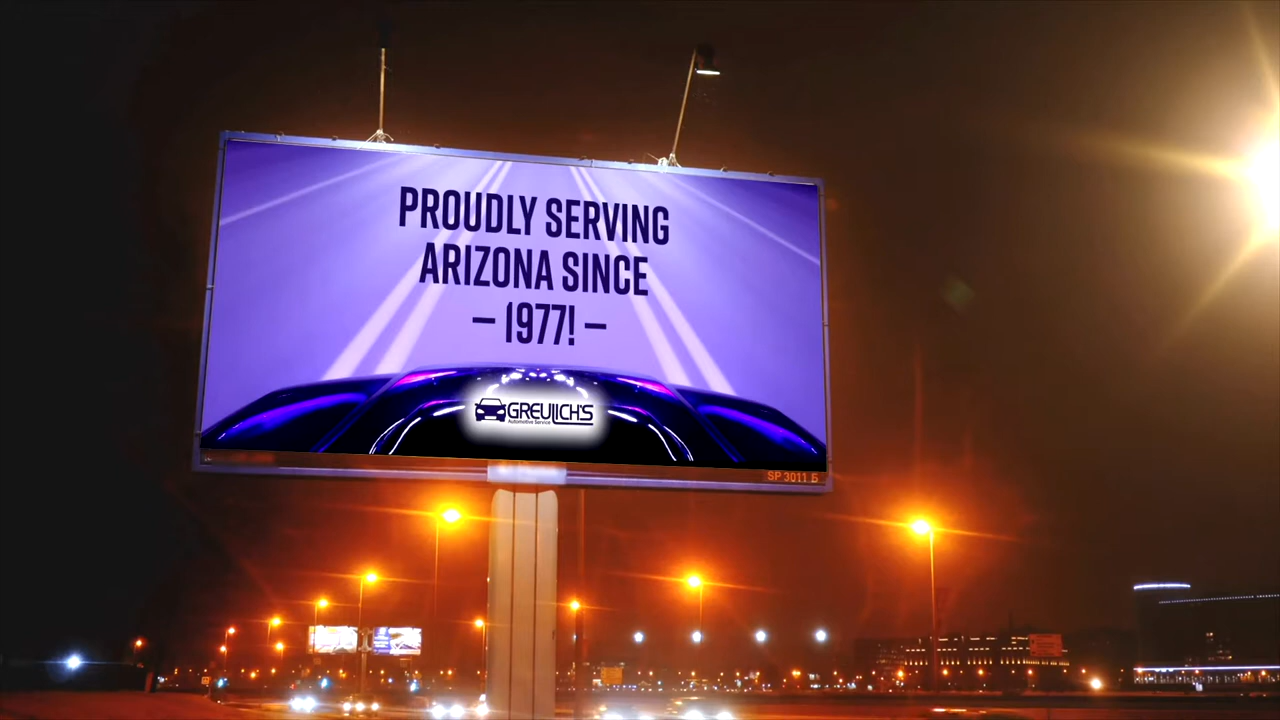 PROUDLY SERVING
ARIZONA SINCE
– 1977! –
GREULICH'S
Automotive Service
SP 3011 Б